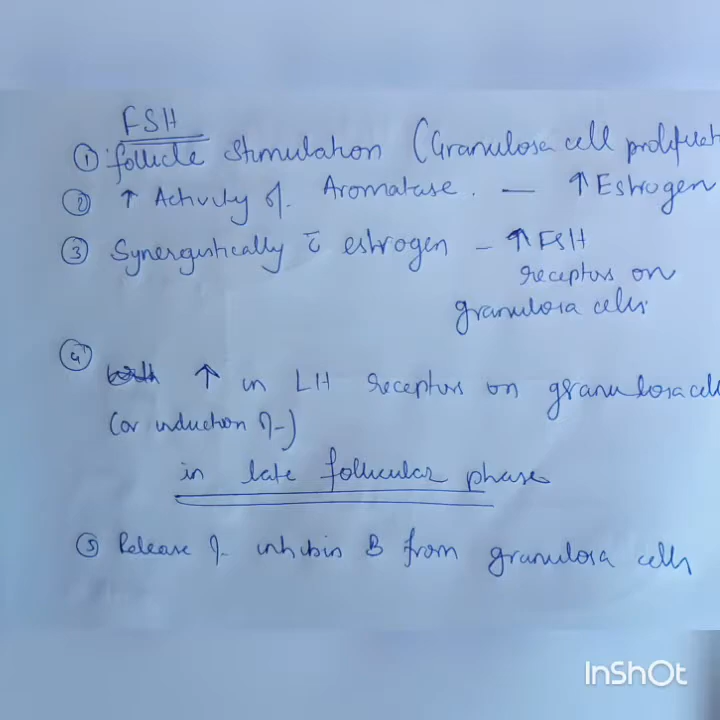 FSH
① follicle stimulation (Granulosa cell proliferat
② ↑ Activity of Aromatase. — ↑ Estrogen
③ Synergistically c̄ estrogen - ↑ FSH
receptors on
granulosa cells.
④ ↑ in LH receptors on granulosa cell
(or induction of -)
in late follicular phase
⑤ Release of inhibin B from granulosa cells
InShOt